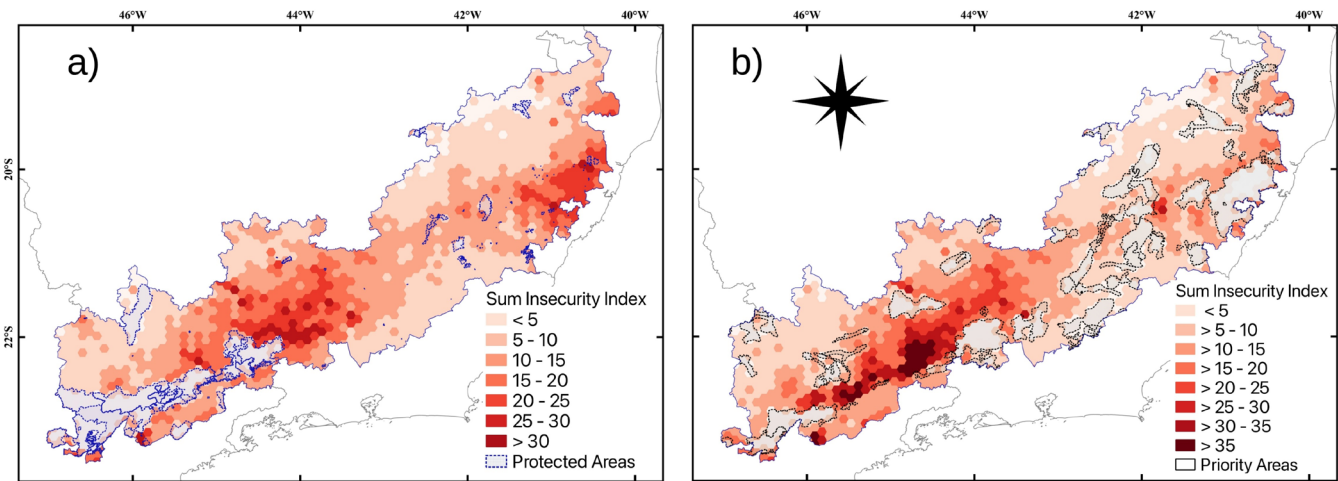 46°W 44°W 42°W 40°W
a)
20°S
22°S
Sum Insecurity Index
< 5
5 - 10
10 - 15
15 - 20
20 - 25
25 - 30
> 30
Protected Areas
46°W 44°W 42°W 40°W
b)
Sum Insecurity Index
< 5
> 5 - 10
> 10 - 15
> 15 - 20
> 20 - 25
> 25 - 30
> 30 - 35
> 35
Priority Areas